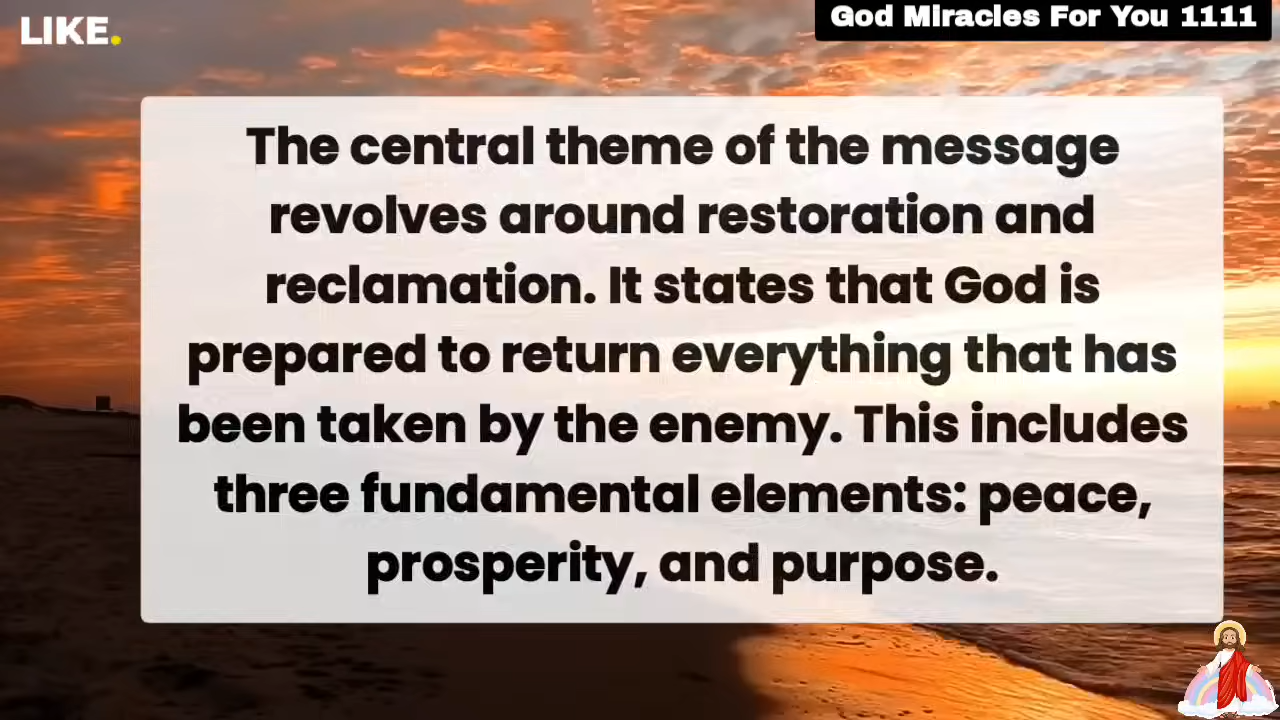 LIKE.
God Miracles For You 1111
The central theme of the message
revolves around restoration and
reclamation. It states that God is
prepared to return everything that has
been taken by the enemy. This includes
three fundamental elements: peace,
prosperity, and purpose.